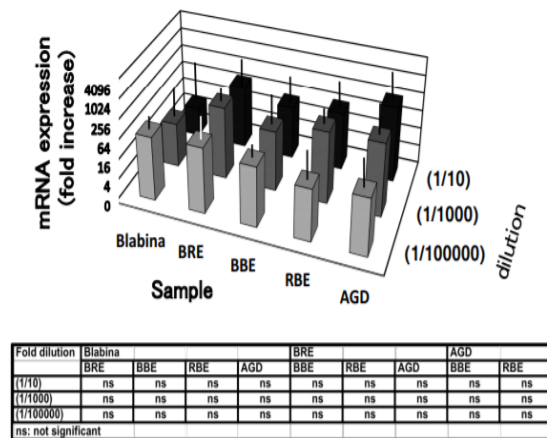 mRNA expression
(fold increase)
4096
1024
256
64
16
4
0
Blabina
BRE
BBE
RBE
AGD
Sample
(1/10)
(1/1000)
(1/100000)
dilution
Fold dilution Blabina BRE AGD
BRE BBE RBE AGD BBE RBE AGD BBE RBE
(1/10) ns ns ns ns ns ns ns ns ns
(1/1000) ns ns ns ns ns ns ns ns ns
(1/100000) ns ns ns ns ns ns ns ns ns
ns: not significant